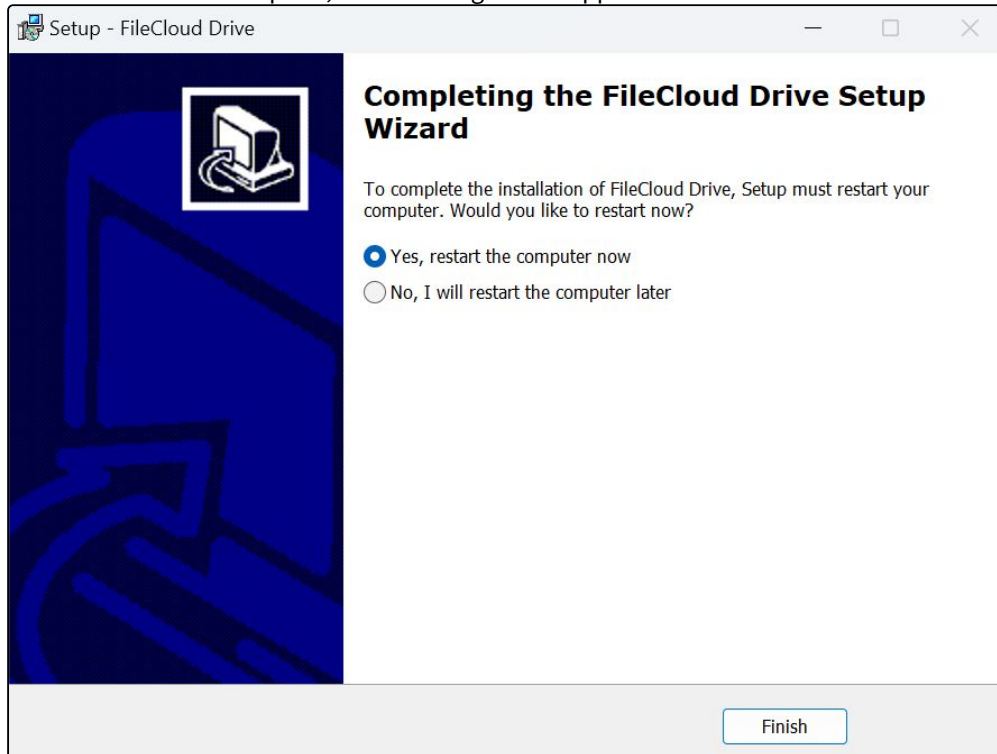 Setup - FileCloud Drive
Completing the FileCloud Drive Setup
Wizard
To complete the installation of FileCloud Drive, Setup must restart your
computer. Would you like to restart now?
Yes, restart the computer now
No, I will restart the computer later
Finish